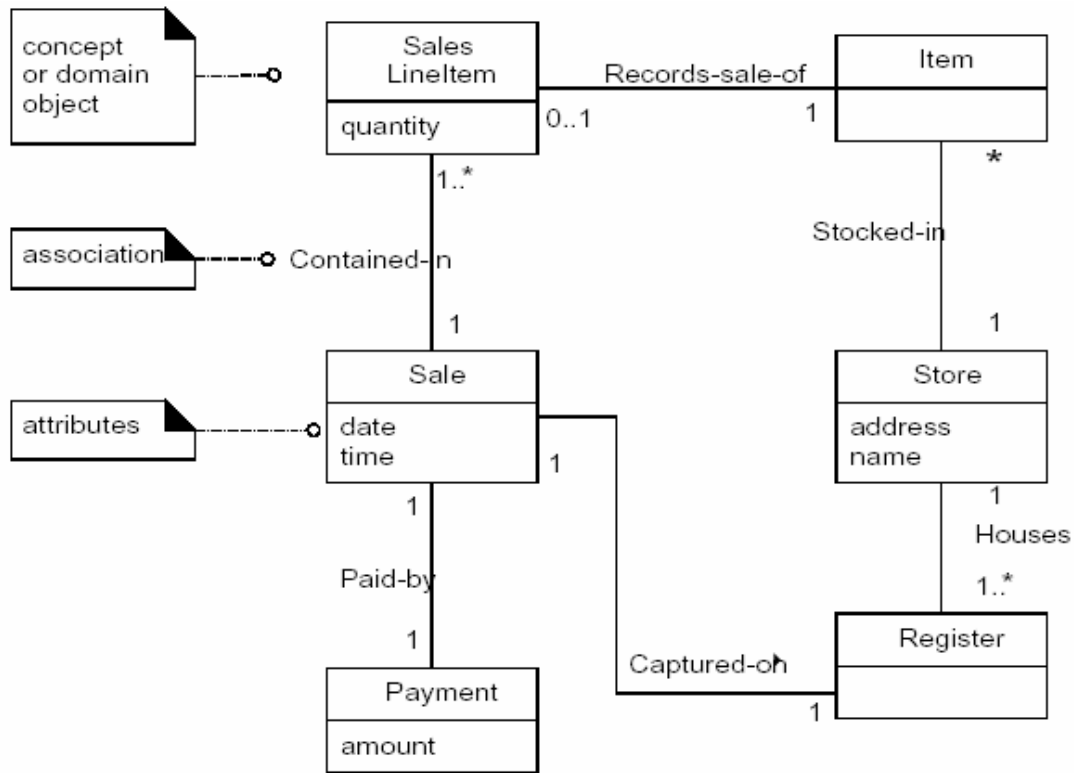 concept
or domain
object
Sales
LineItem
quantity
Records-sale-of
0..1
1
Item
1..*
*
association
Contained-in
Stocked-in
1
1
attributes
Sale
date
time
1
Store
address
name
1
1
Houses
Paid-by
1..*
1
Payment
amount
Captured-on
1
Register